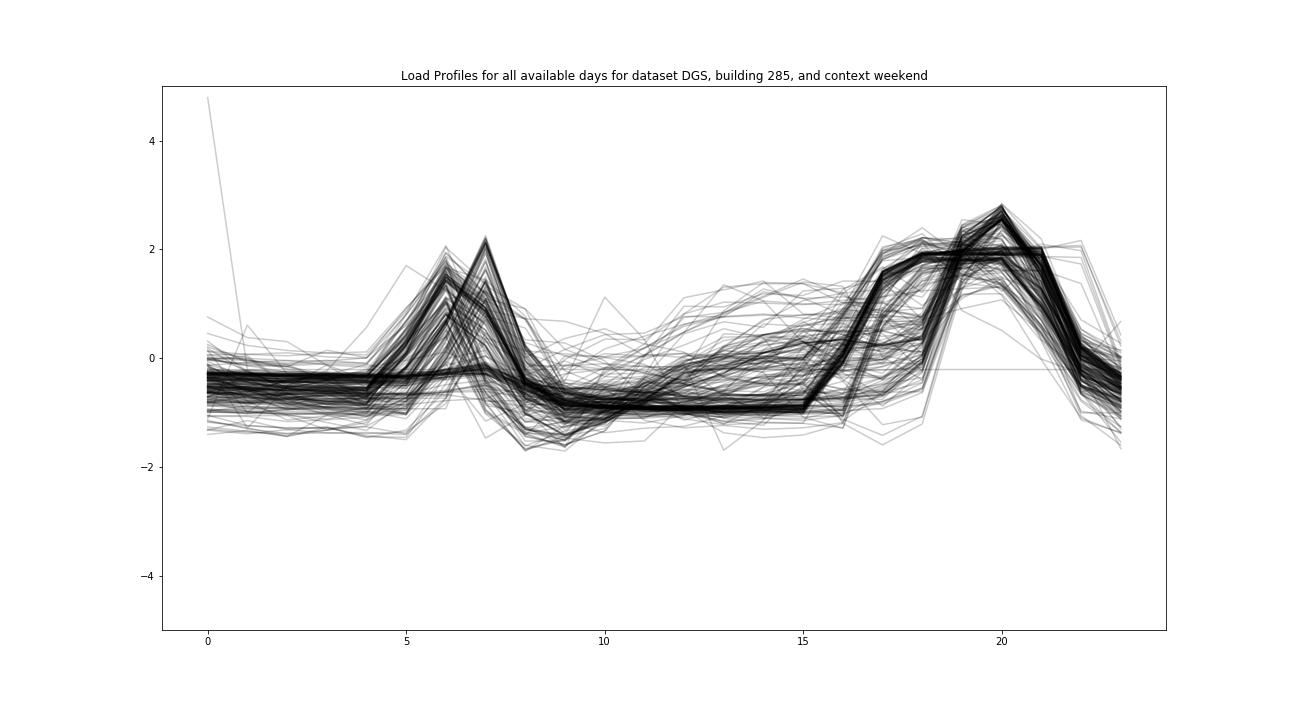 Load Profiles for all available days for dataset DGS, building 285, and context weekend
4
2
0
−2
−4
0 5 10 15 20